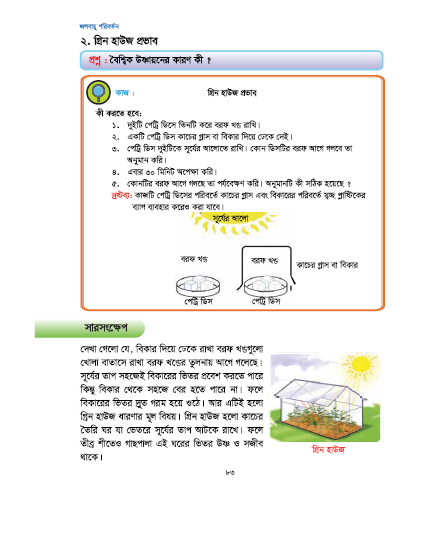 জলবায়ু পরিবর্তন
২. গ্রিন হাউজ প্রভাব
প্রশ্ন : বৈশ্বিক উষ্ণায়নের কারণ কী ?
কাজ : গ্রিন হাউজ প্রভাব
কী করতে হবে:
১. দুইটি পেট্রি ডিসে তিনটি করে বরফ খন্ড রাখি।
২. একটি পেট্রি ডিস কাচের গ্লাস বা বিকার দিয়ে ঢেকে দেই।
৩. পেট্রি ডিস দুইটিকে সূর্যের আলোতে রাখি। কোন ডিসটির বরফ আগে গলবে তা
অনুমান করি।
৪. এবার ৩০ মিনিট অপেক্ষা করি।
৫. কোনটির বরফ আগে গলছে তা পর্যবেক্ষণ করি। অনুমানটি কী সঠিক হয়েছে ?
দ্রষ্টব্য: কাজটি পেট্রি ডিসের পরিবর্তে কাচের গ্লাস এবং বিকারের পরিবর্তে স্বচ্ছ প্লাস্টিকের
ব্যাগ ব্যবহার করেও করা যাবে।
সূর্যের আলো
বরফ খন্ড
বরফ খন্ড
কাচের গ্লাস বা বিকার
পেট্রি ডিস
পেট্রি ডিস
সারসংক্ষেপ
দেখা গেলো যে, বিকার দিয়ে ঢেকে রাখা বরফ খন্ডগুলো
খোলা বাতাসে রাখা বরফ খন্ডের তুলনায় আগে গলেছে।
সূর্যের তাপ সহজেই বিকারের ভিতর প্রবেশ করতে পারে
কিন্তু বিকার থেকে সহজে বের হতে পারে না। ফলে
বিকারের ভিতর দ্রুত গরম হয়ে ওঠে। আর এটিই হলো
গ্রিন হাউজ ধারণার মূল বিষয়। গ্রিন হাউজ হলো কাচের
তৈরি ঘর যা ভেতরে সূর্যের তাপ আটকে রাখে। ফলে
তীব্র শীতেও গাছপালা এই ঘরের ভিতর উষ্ণ ও সজীব
থাকে।
গ্রিন হাউজ
৮৩